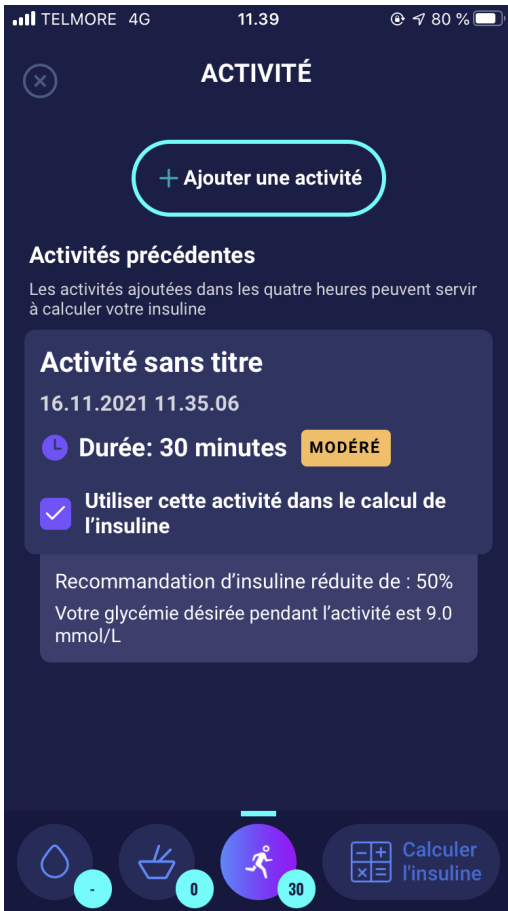 TELMORE 4G 11.39 80 %
ACTIVITÉ
+ Ajouter une activité
Activités précédentes
Les activités ajoutées dans les quatre heures peuvent servir
à calculer votre insuline
Activité sans titre
16.11.2021 11.35.06
Durée: 30 minutes MODÉRÉ
Utiliser cette activité dans le calcul de
l’insuline
Recommandation d’insuline réduite de : 50%
Votre glycémie désirée pendant l’activité est 9.0
mmol/L
Calculer
l’insuline
- 0 30